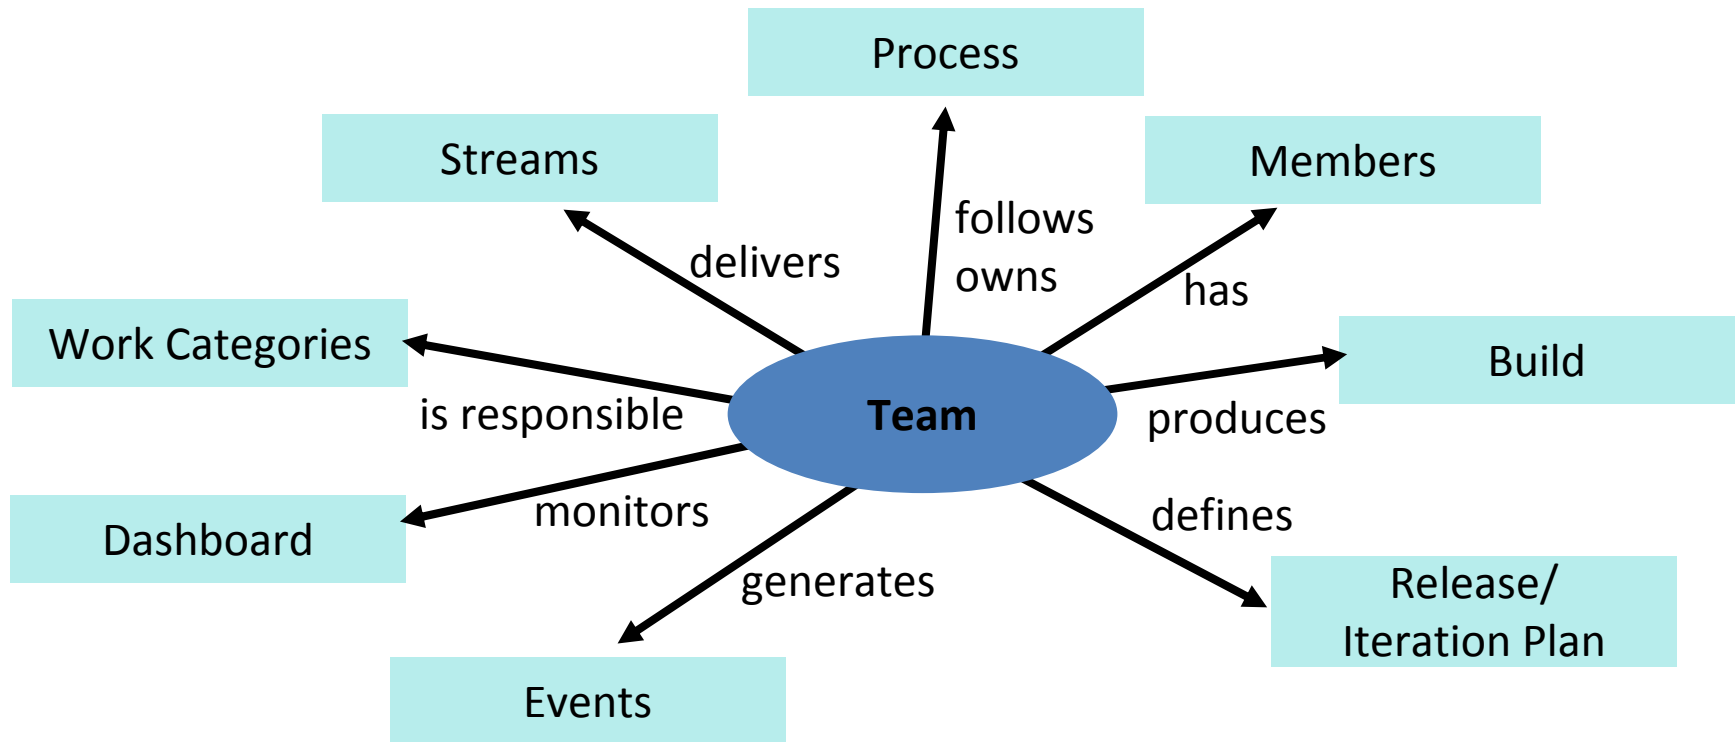 Process
Streams
Members
follows
owns
delivers
has
Work Categories
Build
is responsible
Team
produces
Dashboard
monitors
defines
generates
Release/
Iteration Plan
Events